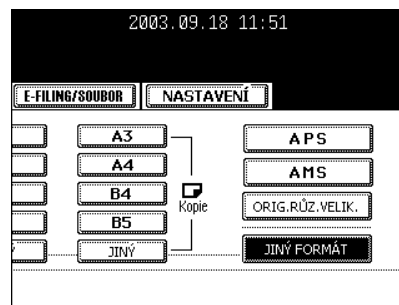 2003.09.18 11:51
E-FILING/SOUBOR NASTAVENÍ
A3 APS
A4 AMS
B4 Kopie ORIG.RŮZ.VELIK.
B5
JINÝ JINÝ FORMÁT